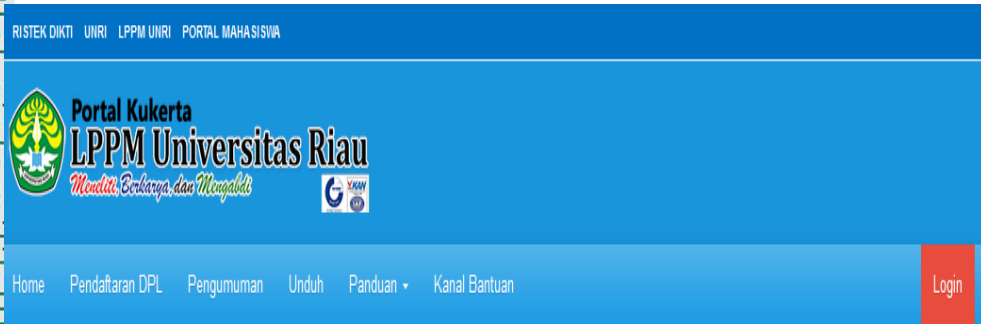 RISTEK DIKTI UNRI LPPM UNRI PORTAL MAHASISWA
Portal Kukerta
LPPM Universitas Riau
Meneliti, Berkarya, dan Mengabdi
KAN
Home Pendaftaran DPL Pengumuman Unduh Panduan Kanal Bantuan Login